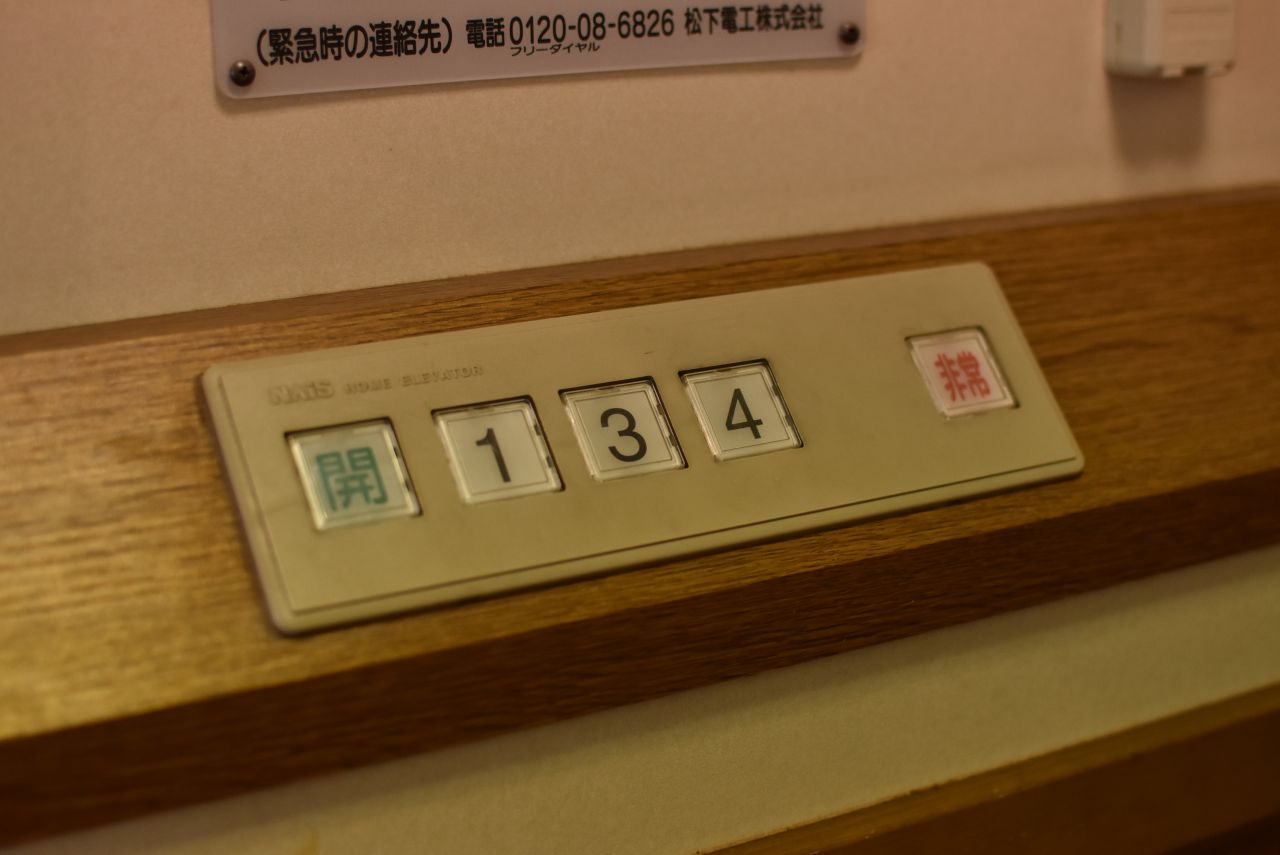 (緊急時の連絡先) 電話 0120-08-6826 松下電工株式会社
フリーダイヤル
NAiS HOME ELEVATOR
開 1 3 4 非常